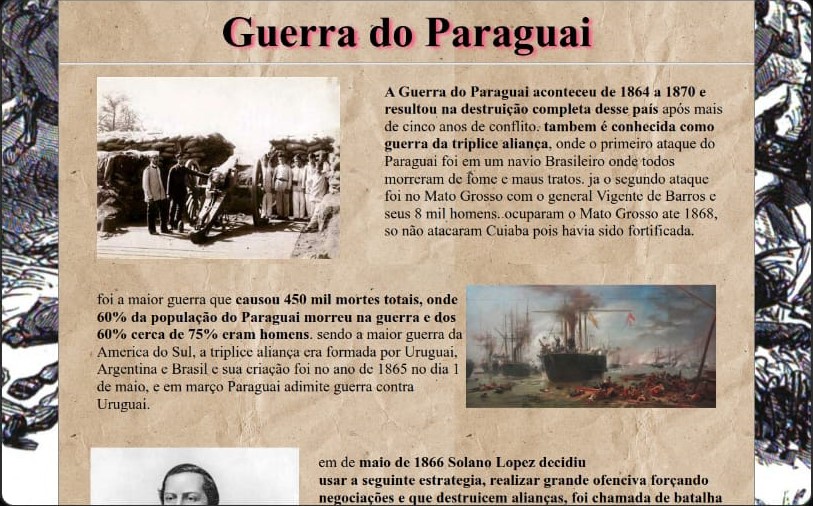 Guerra do Paraguai
A Guerra do Paraguai aconteceu de 1864 a 1870 e
resultou na destruição completa desse país após mais
de cinco anos de conflito. tambem é conhecida como
guerra da triplice aliança, onde o primeiro ataque do
Paraguai foi em um navio Brasileiro onde todos
morreram de fome e maus tratos. ja o segundo ataque
foi no Mato Grosso com o general Vigente de Barros e
seus 8 mil homens. ocuparam o Mato Grosso ate 1868,
so não atacaram Cuiaba pois havia sido fortificada.
foi a maior guerra que causou 450 mil mortes totais, onde
60% da população do Paraguai morreu na guerra e dos
60% cerca de 75% eram homens. sendo a maior guerra da
America do Sul, a triplice aliança era formada por Uruguai,
Argentina e Brasil e sua criação foi no ano de 1865 no dia 1
de maio, e em março Paraguai adimite guerra contra
Uruguai.
em de maio de 1866 Solano Lopez decidiu
usar a seguinte estrategia, realizar grande ofenciva forçando
negociações e que destruicem alianças, foi chamada de batalha